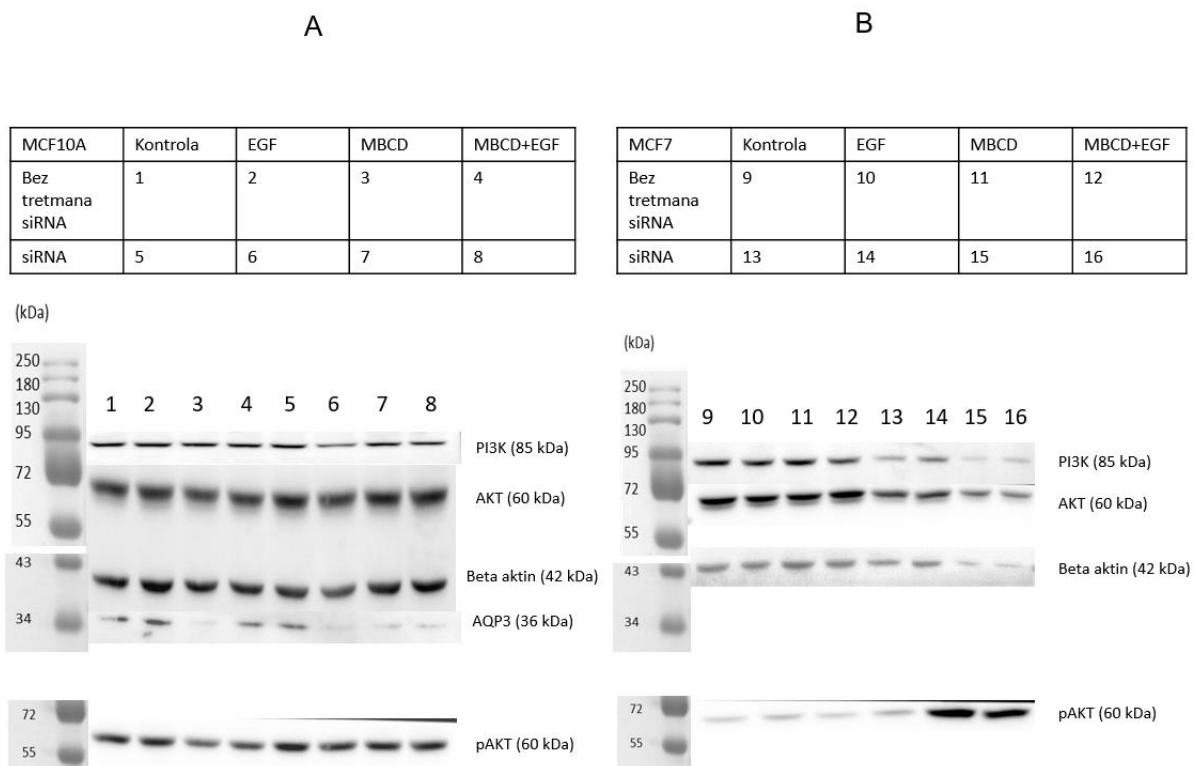 A
B
MCF10A Kontrola EGF MBCD MBCD+EGF
Bez tretmana siRNA 1 2 3 4
siRNA 5 6 7 8
MCF7 Kontrola EGF MBCD MBCD+EGF
Bez tretmana siRNA 9 10 11 12
siRNA 13 14 15 16
(kDa)
250
180
130
95
72
55
43
34
1 2 3 4 5 6 7 8
PI3K (85 kDa)
AKT (60 kDa)
Beta aktin (42 kDa)
AQP3 (36 kDa)
72
55
pAKT (60 kDa)
(kDa)
250
180
130
95
72
55
43
34
9 10 11 12 13 14 15 16
PI3K (85 kDa)
AKT (60 kDa)
Beta aktin (42 kDa)
72
55
pAKT (60 kDa)